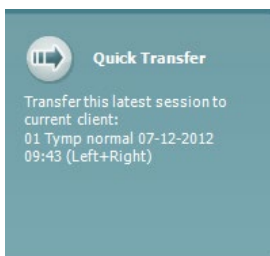 Quick Transfer
Transfer this latest session to
current client:
01 Tymp normal 07-12-2012
09:43 (Left+Right)